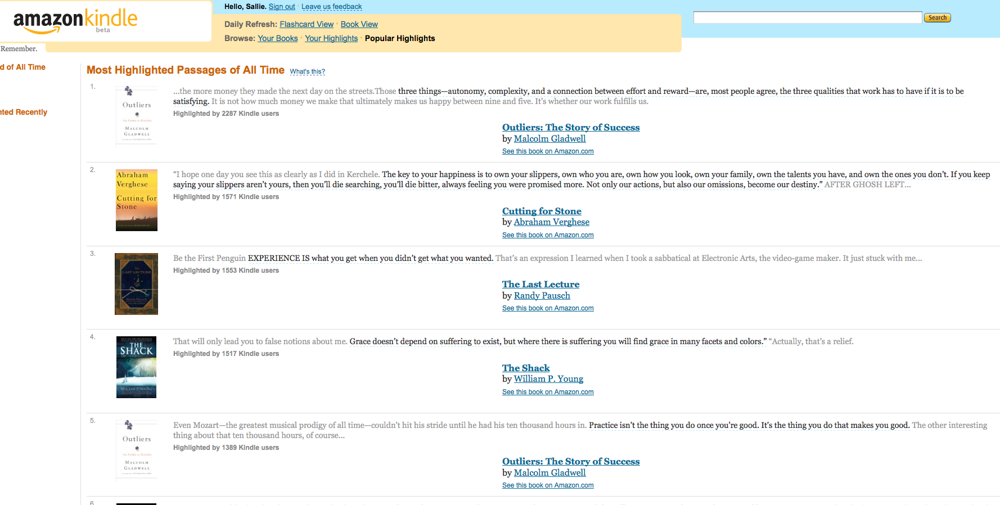 amazonkindle
beta
Hello, Sallie. Sign out · Leave us feedback
Daily Refresh: Flashcard View · Book View
Browse: Your Books · Your Highlights · Popular Highlights
Search
Remember.
d of All Time
nted Recently
Most Highlighted Passages of All Time What's this?
1.
Outliers
THE STORY OF SUCCESS
MALCOLM
GLADWELL
...the more money they made the next day on the streets.Those three things—autonomy, complexity, and a connection between effort and reward—are, most people agree, the three qualities that work has to have if it is to be
satisfying. It is not how much money we make that ultimately makes us happy between nine and five. It's whether our work fulfills us.
Highlighted by 2287 Kindle users
Outliers: The Story of Success
by Malcolm Gladwell
See this book on Amazon.com
2.
Abraham
Verghese
Cutting for
Stone
“I hope one day you see this as clearly as I did in Kerchele. The key to your happiness is to own your slippers, own who you are, own how you look, own your family, own the talents you have, and own the ones you don't. If you keep
saying your slippers aren't yours, then you'll die searching, you'll die bitter, always feeling you were promised more. Not only our actions, but also our omissions, become our destiny.” AFTER GHOSH LEFT...
Highlighted by 1571 Kindle users
Cutting for Stone
by Abraham Verghese
See this book on Amazon.com
3.
The
LAST LECTURE
Randy Pausch
Be the First Penguin EXPERIENCE IS what you get when you didn't get what you wanted. That's an expression I learned when I took a sabbatical at Electronic Arts, the video-game maker. It just stuck with me...
Highlighted by 1553 Kindle users
The Last Lecture
by Randy Pausch
See this book on Amazon.com
4.
THE
SHACK
WILLIAM P. YOUNG
That will only lead you to false notions about me. Grace doesn't depend on suffering to exist, but where there is suffering you will find grace in many facets and colors.” “Actually, that's a relief.
Highlighted by 1517 Kindle users
The Shack
by William P. Young
See this book on Amazon.com
5.
Outliers
THE STORY OF SUCCESS
MALCOLM
GLADWELL
Even Mozart—the greatest musical prodigy of all time—couldn't hit his stride until he had his ten thousand hours in. Practice isn't the thing you do once you're good. It's the thing you do that makes you good. The other interesting
thing about that ten thousand hours, of course...
Highlighted by 1389 Kindle users
Outliers: The Story of Success
by Malcolm Gladwell
See this book on Amazon.com
6.